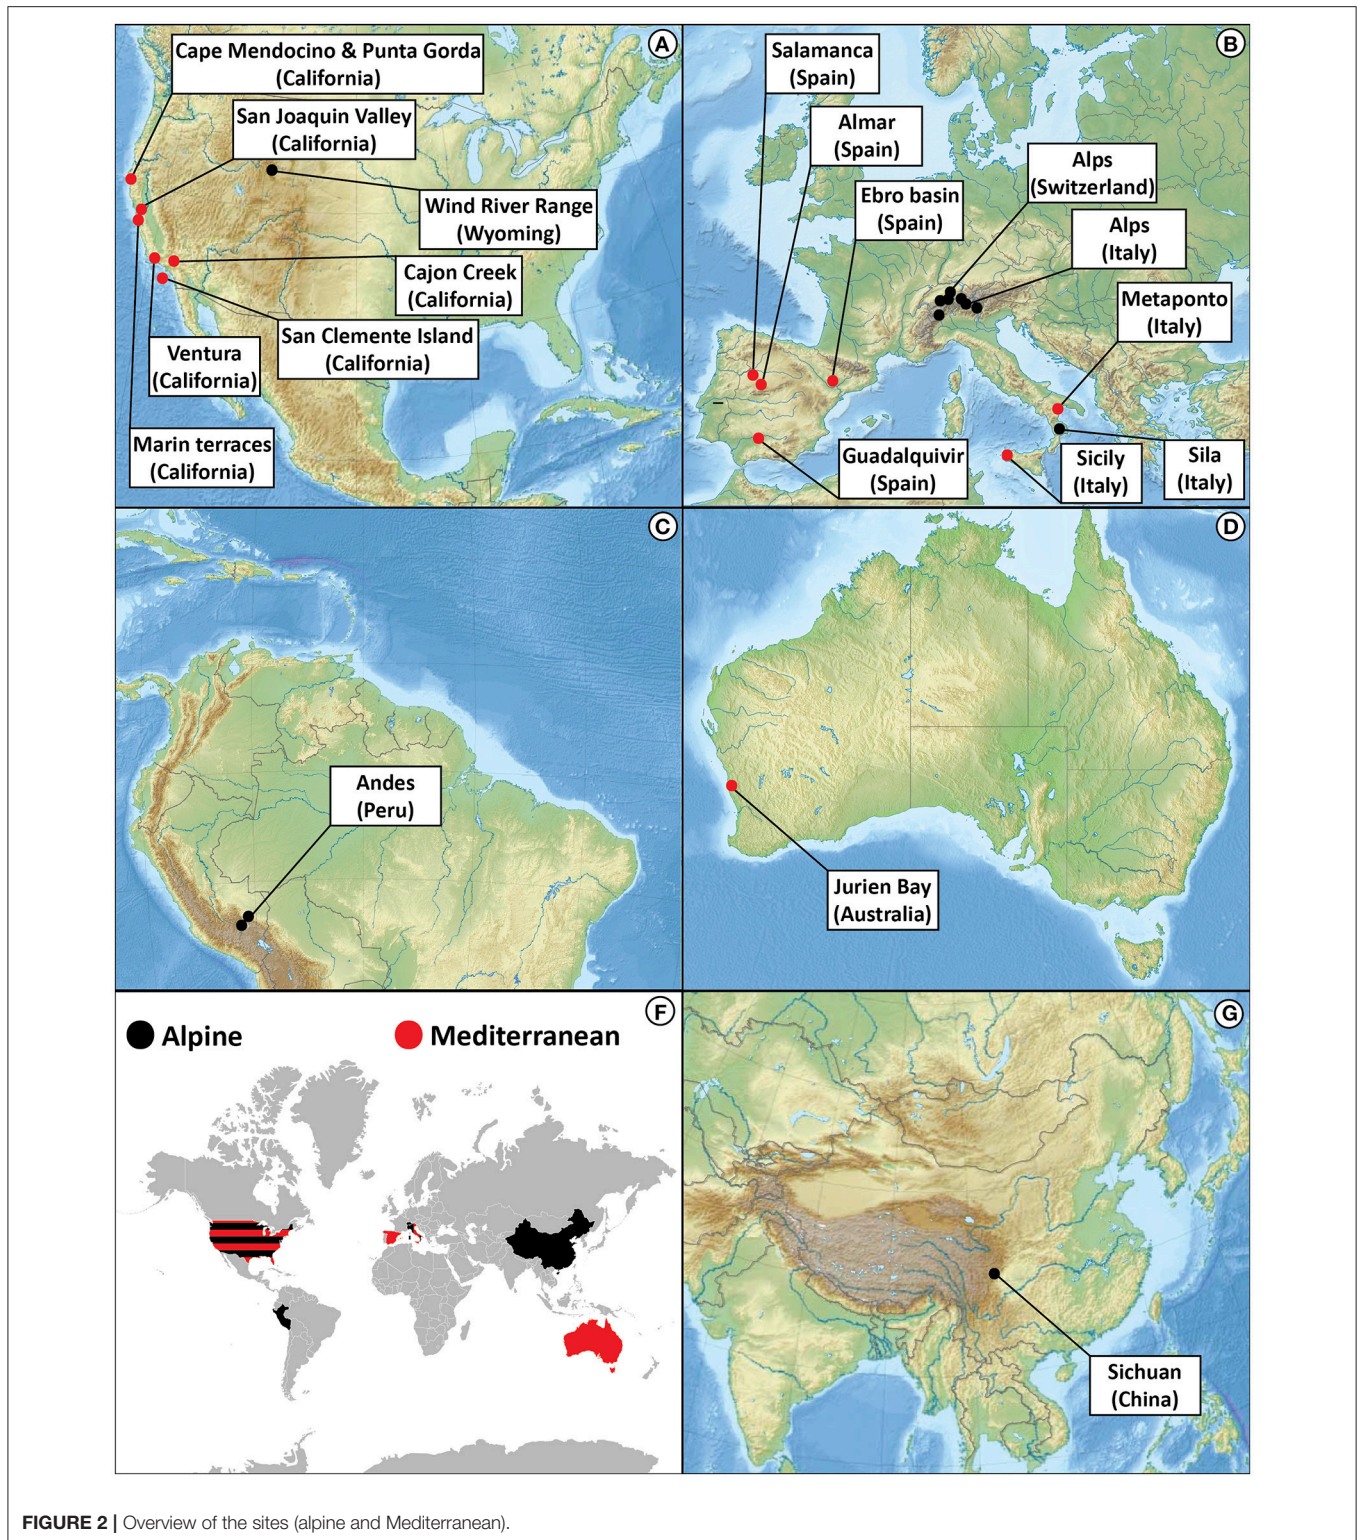 A
Cape Mendocino & Punta Gorda
(California)
San Joaquin Valley
(California)
Wind River Range
(Wyoming)
Cajon Creek
(California)
San Clemente Island
(California)
Ventura
(California)
Marin terraces
(California)
B
Salamanca
(Spain)
Almar
(Spain)
Ebro basin
(Spain)
Alps
(Switzerland)
Alps
(Italy)
Metaponto
(Italy)
Guadalquivir
(Spain)
Sicily
(Italy)
Sila
(Italy)
C
Andes
(Peru)
D
Jurien Bay
(Australia)
F
Alpine
Mediterranean
G
Sichuan
(China)
FIGURE 2 | Overview of the sites (alpine and Mediterranean).